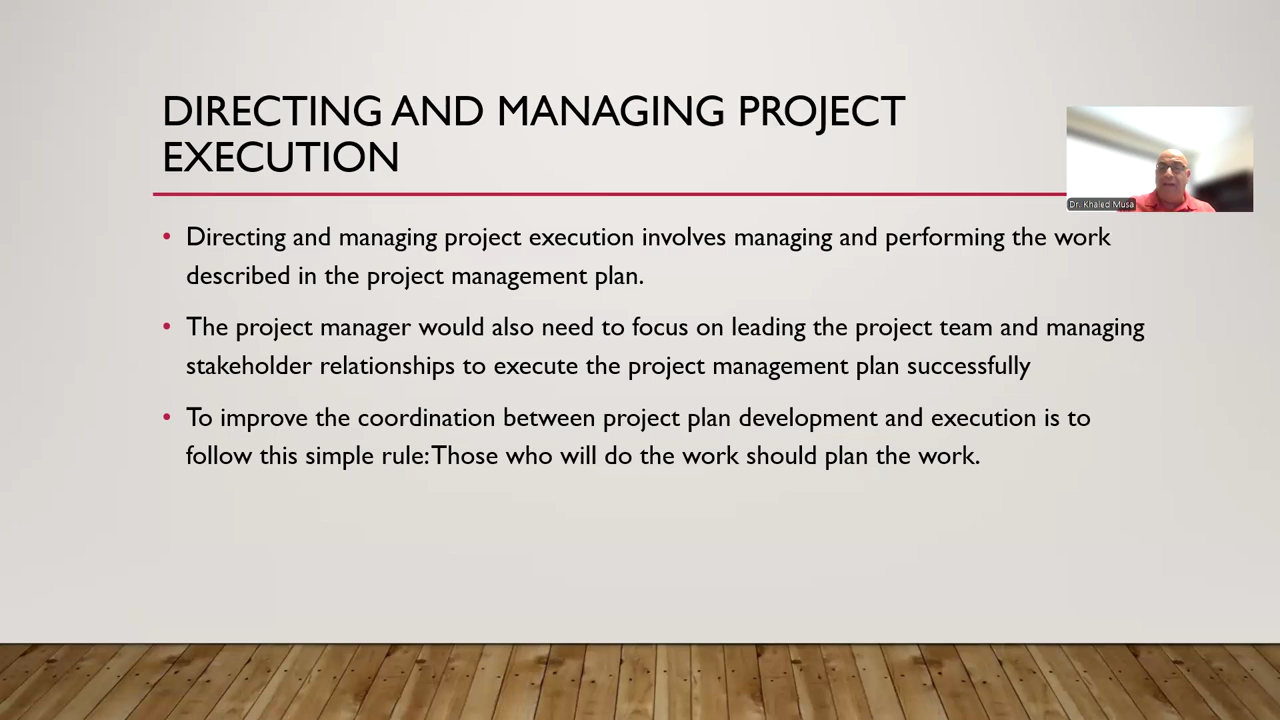 DIRECTING AND MANAGING PROJECT
EXECUTION
Dr. Khaled Musa
• Directing and managing project execution involves managing and performing the work
described in the project management plan.
• The project manager would also need to focus on leading the project team and managing
stakeholder relationships to execute the project management plan successfully
• To improve the coordination between project plan development and execution is to
follow this simple rule: Those who will do the work should plan the work.